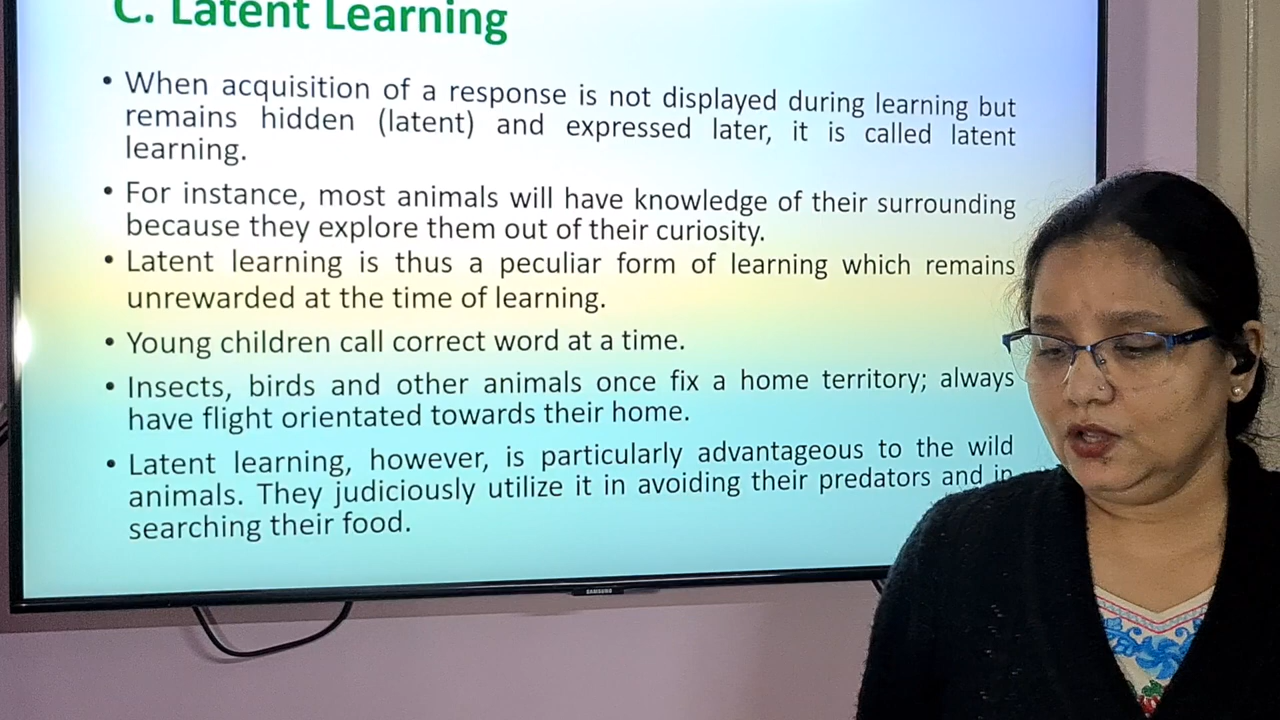 C. Latent Learning
• When acquisition of a response is not displayed during learning but
remains hidden (latent) and expressed later, it is called latent
learning.
• For instance, most animals will have knowledge of their surrounding
because they explore them out of their curiosity.
• Latent learning is thus a peculiar form of learning which remains
unrewarded at the time of learning.
• Young children call correct word at a time.
• Insects, birds and other animals once fix a home territory; always
have flight orientated towards their home.
• Latent learning, however, is particularly advantageous to the wild
animals. They judiciously utilize it in avoiding their predators and in
searching their food.
SAMSUNG